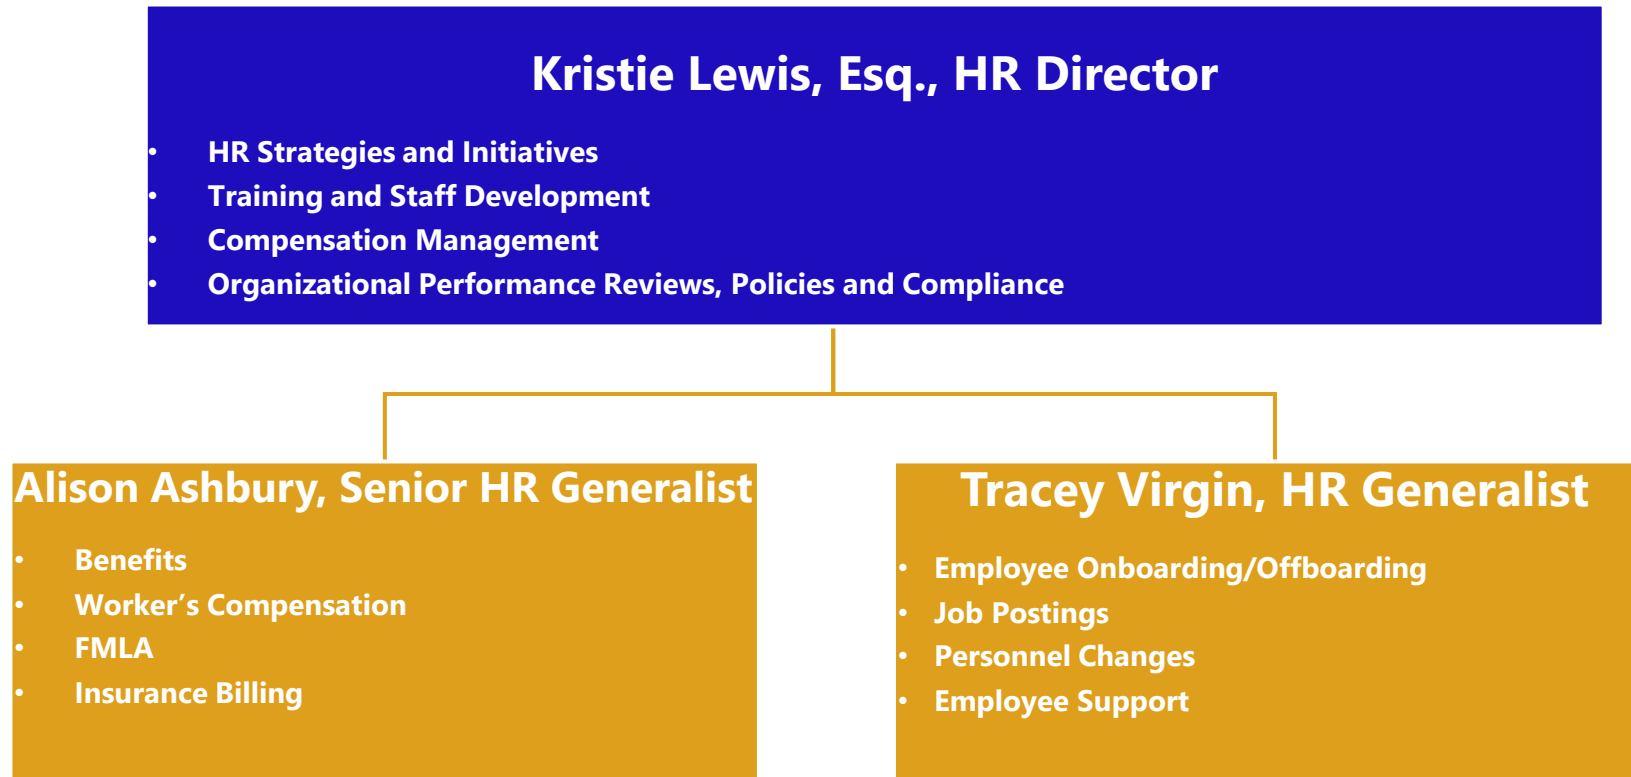 Kristie Lewis, Esq., HR Director
• HR Strategies and Initiatives
• Training and Staff Development
• Compensation Management
• Organizational Performance Reviews, Policies and Compliance
Alison Ashbury, Senior HR Generalist
• Benefits
• Worker’s Compensation
• FMLA
• Insurance Billing
Tracey Virgin, HR Generalist
• Employee Onboarding/Offboarding
• Job Postings
• Personnel Changes
• Employee Support